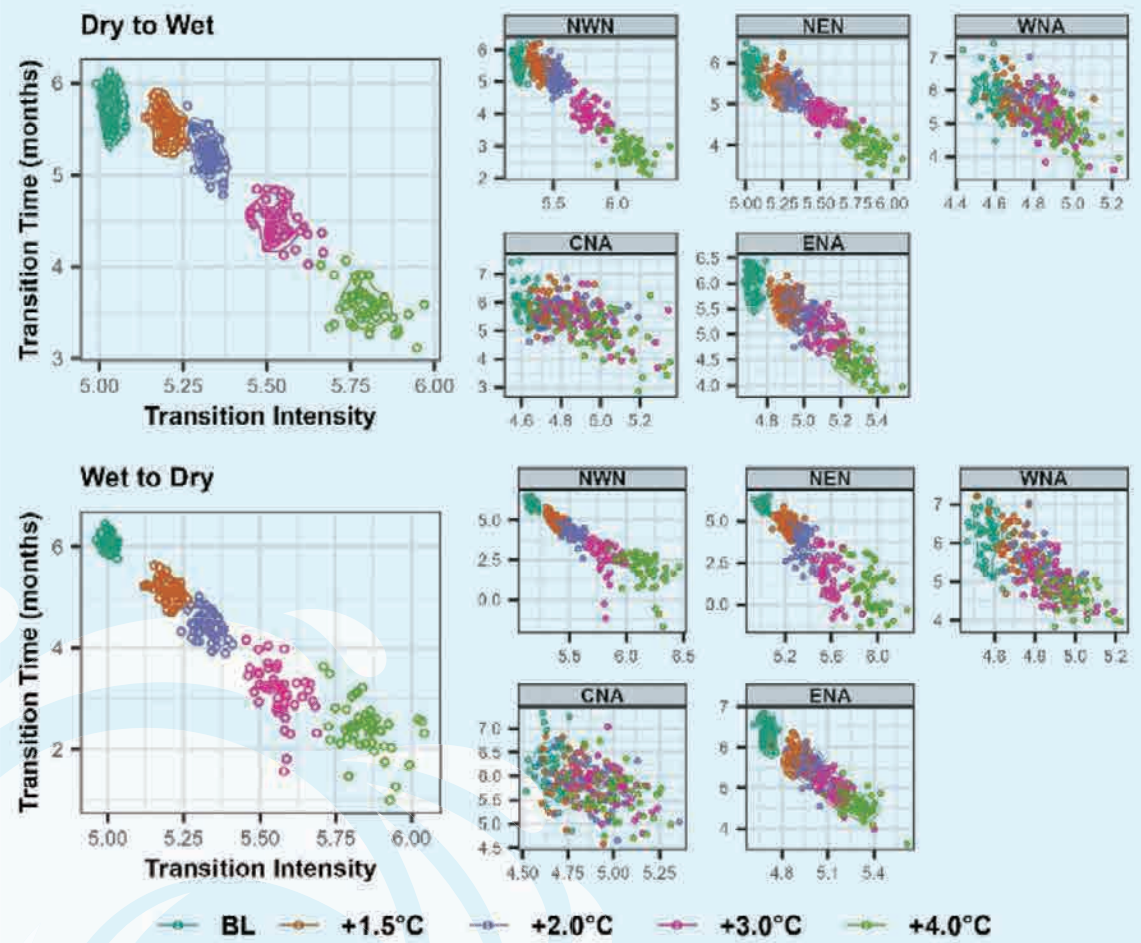 Dry to Wet
Transition Time (months)
6
5
4
3
5.00 5.25 5.50 5.75 6.00
Transition Intensity
NWN
6
5
4
3
2
5.5 6.0
NEN
6
5
4
5.00 5.25 5.50 5.75 6.00
WNA
7
6
5
4
4.4 4.6 4.8 5.0 5.2
CNA
7
6
5
4
3
4.6 4.8 5.0 5.2
ENA
6.5
6.0
5.5
5.0
4.5
4.0
4.8 5.0 5.2 5.4
Wet to Dry
Transition Time (months)
6
4
2
5.00 5.25 5.50 5.75 6.00
Transition Intensity
NWN
5.0
2.5
0.0
5.5 6.0 6.5
NEN
5.0
2.5
0.0
5.2 5.6 6.0
WNA
7
6
5
4
4.6 4.8 5.0 5.2
CNA
7.0
6.5
6.0
5.5
5.0
4.5
4.50 4.75 5.00 5.25
ENA
7
6
5
4
4.8 5.1 5.4
BL +1.5°C +2.0°C +3.0°C +4.0°C